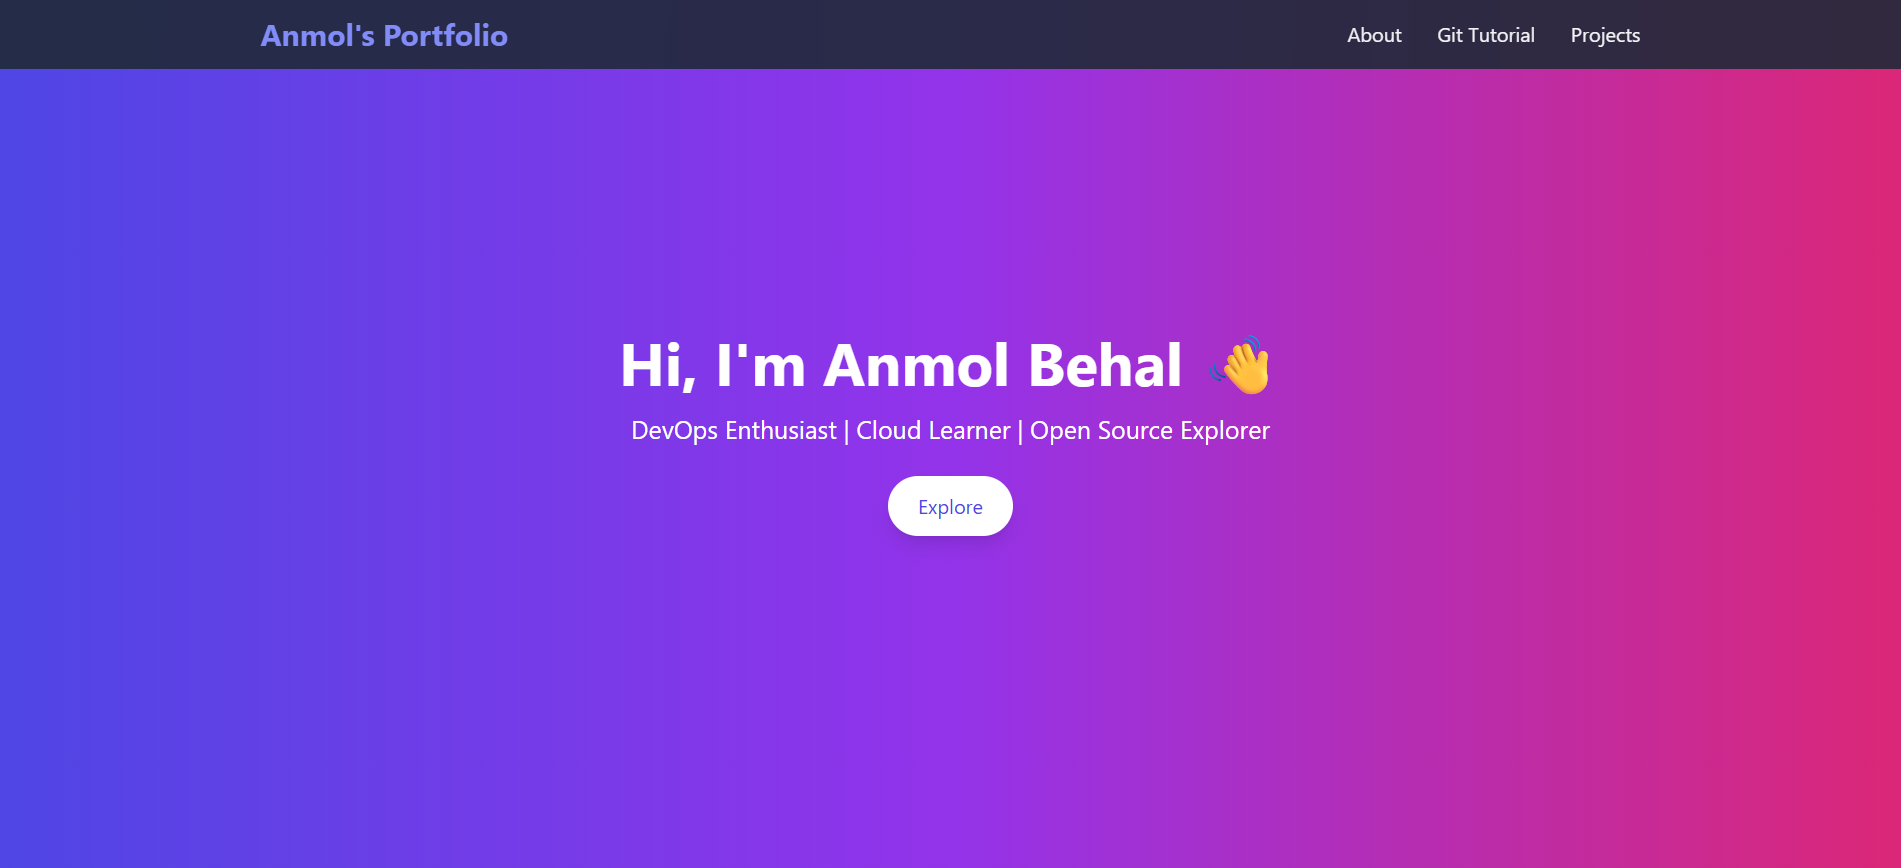 Anmol's Portfolio
About Git Tutorial Projects
Hi, I'm Anmol Behal 👋
DevOps Enthusiast | Cloud Learner | Open Source Explorer
Explore